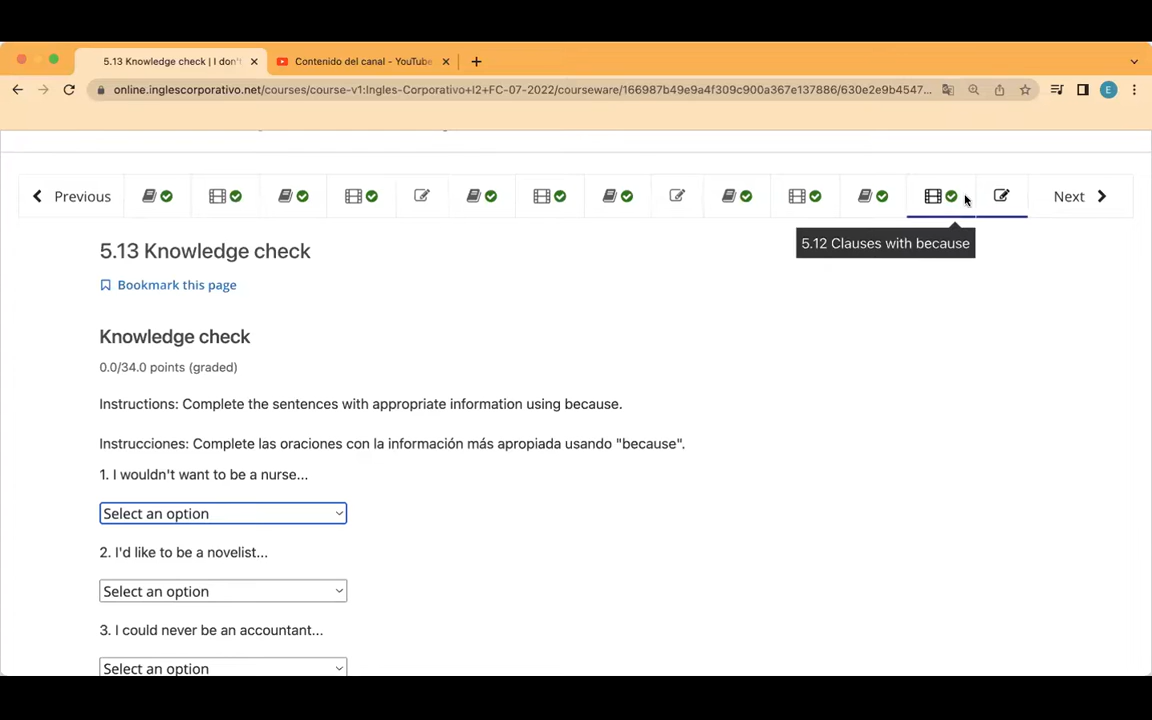 5.13 Knowledge check | I don't
Contenido del canal - YouTube
online.inglescorporativo.net/courses/course-v1:Ingles-Corporativo+I2+FC-07-2022/courseware/166987b49e9a4f309c900a367e137886/630e2e9b4547...
E
Previous
Next
5.12 Clauses with because
5.13 Knowledge check
Bookmark this page
Knowledge check
0.0/34.0 points (graded)
Instructions: Complete the sentences with appropriate information using because.
Instrucciones: Complete las oraciones con la información más apropiada usando "because".
1. I wouldn't want to be a nurse...
Select an option
2. I'd like to be a novelist...
Select an option
3. I could never be an accountant...
Select an option